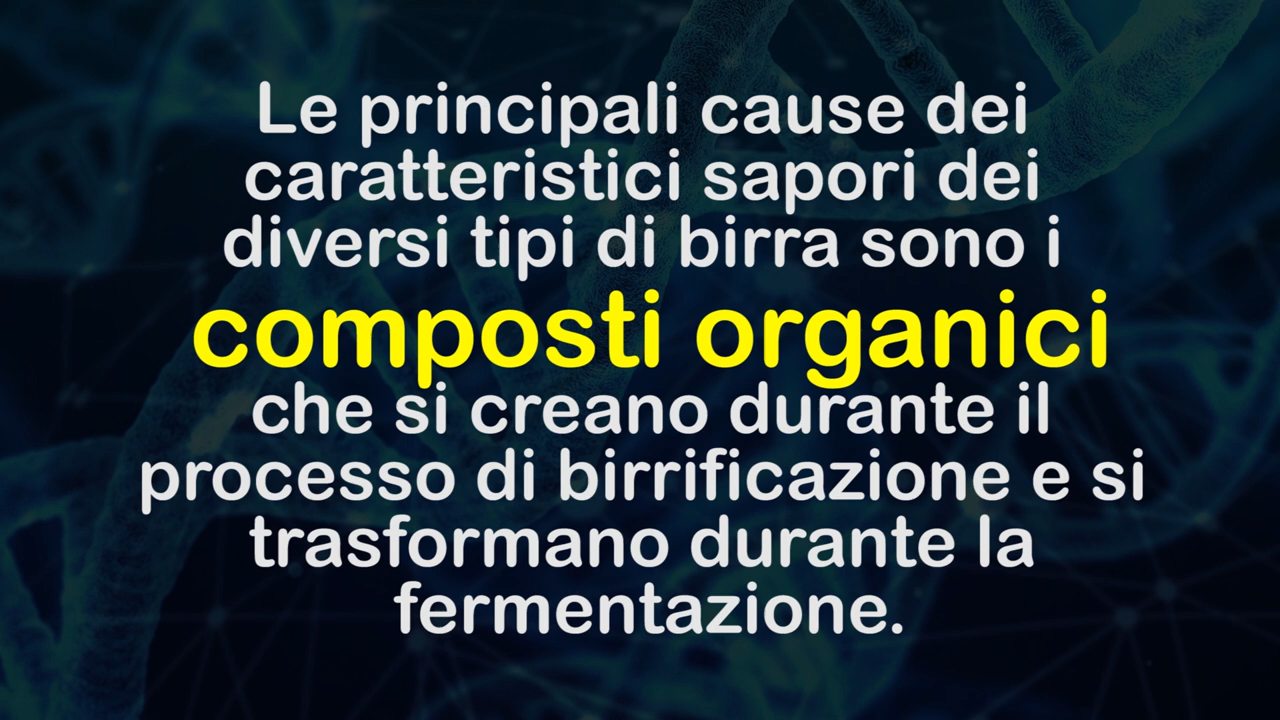 Le principali cause dei
caratteristici sapori dei
diversi tipi di birra sono i
composti organici
che si creano durante il
processo di birrificazione e si
trasformano durante la
fermentazione.